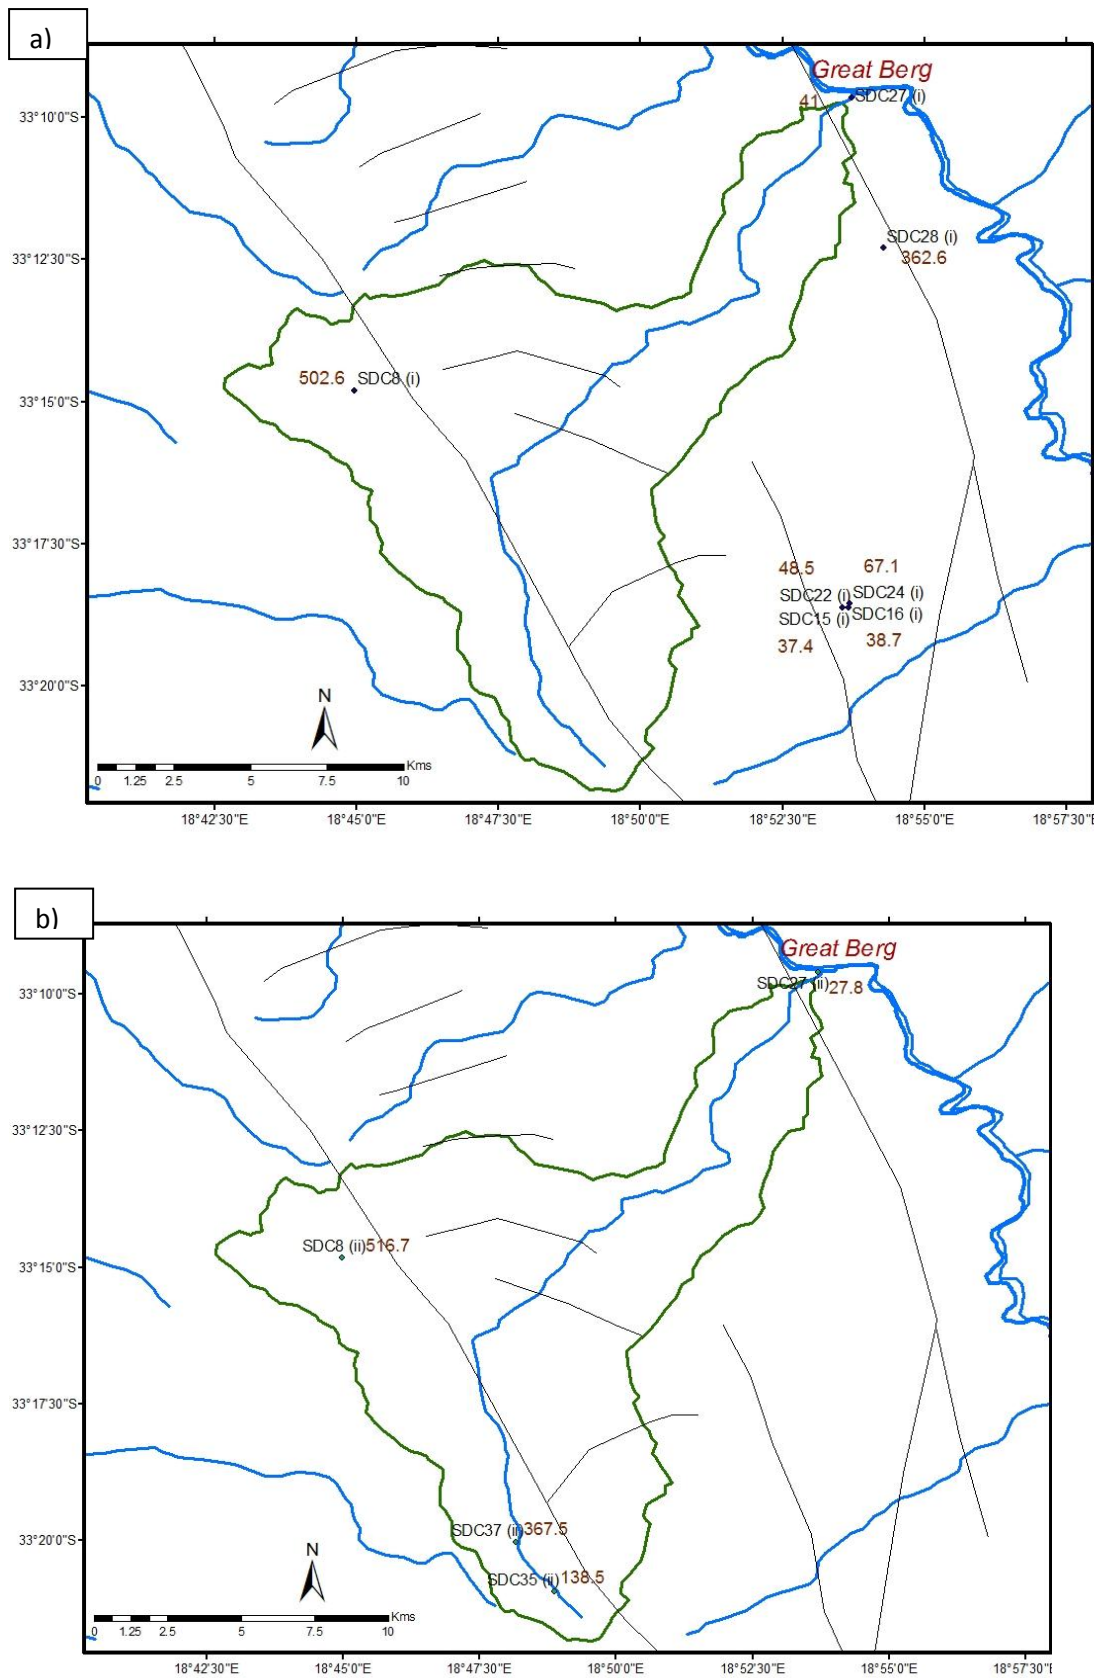 a)
Great Berg
41
SDC27 (i)
33°10'0"S
SDC28 (i)
362.6
33°12'30"S
502.6 SDC8 (i)
33°15'0"S
33°17'30"S
48.5 67.1
SDC22 (i) SDC24 (i)
SDC15 (i) SDC16 (i)
37.4 38.7
33°20'0"S
N
Kms
0 1.25 2.5 5 7.5 10
18°42'30"E 18°45'0"E 18°47'30"E 18°50'0"E 18°52'30"E 18°55'0"E 18°57'30"E
b)
Great Berg
SDC27 (ii) 27.8
33°10'0"S
33°12'30"S
SDC8 (ii) 516.7
33°15'0"S
33°17'30"S
SDC37 (ii) 367.5
33°20'0"S
SDC35 (ii) 138.5
N
Kms
0 1.25 2.5 5 7.5 10
18°42'30"E 18°45'0"E 18°47'30"E 18°50'0"E 18°52'30"E 18°55'0"E 18°57'30"E